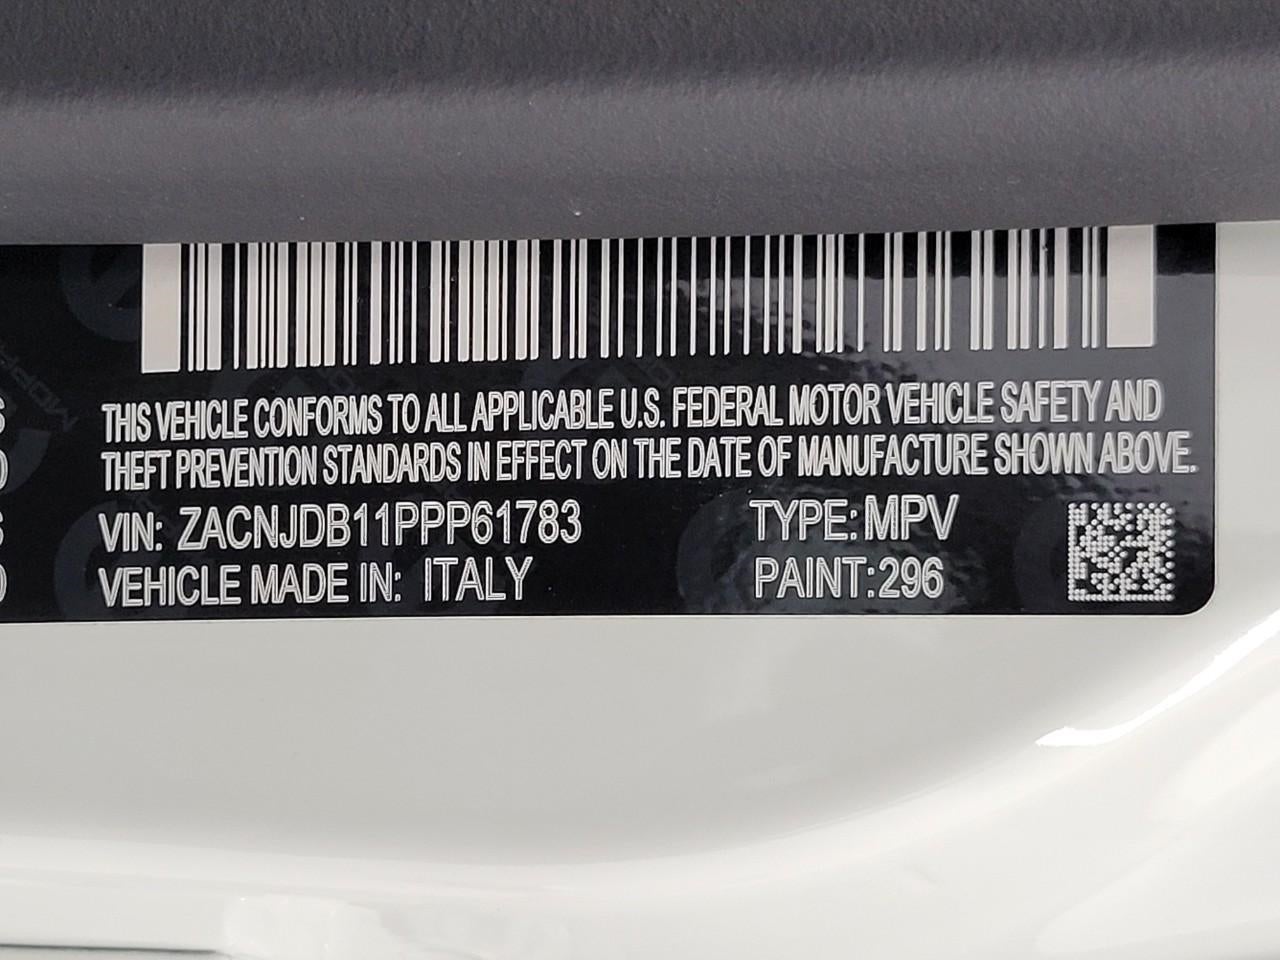 THIS VEHICLE CONFORMS TO ALL APPLICABLE U.S. FEDERAL MOTOR VEHICLE SAFETY AND
THEFT PREVENTION STANDARDS IN EFFECT ON THE DATE OF MANUFACTURE SHOWN ABOVE.
VIN: ZACNJDB11PPP61783 TYPE: MPV
VEHICLE MADE IN: ITALY PAINT: 296